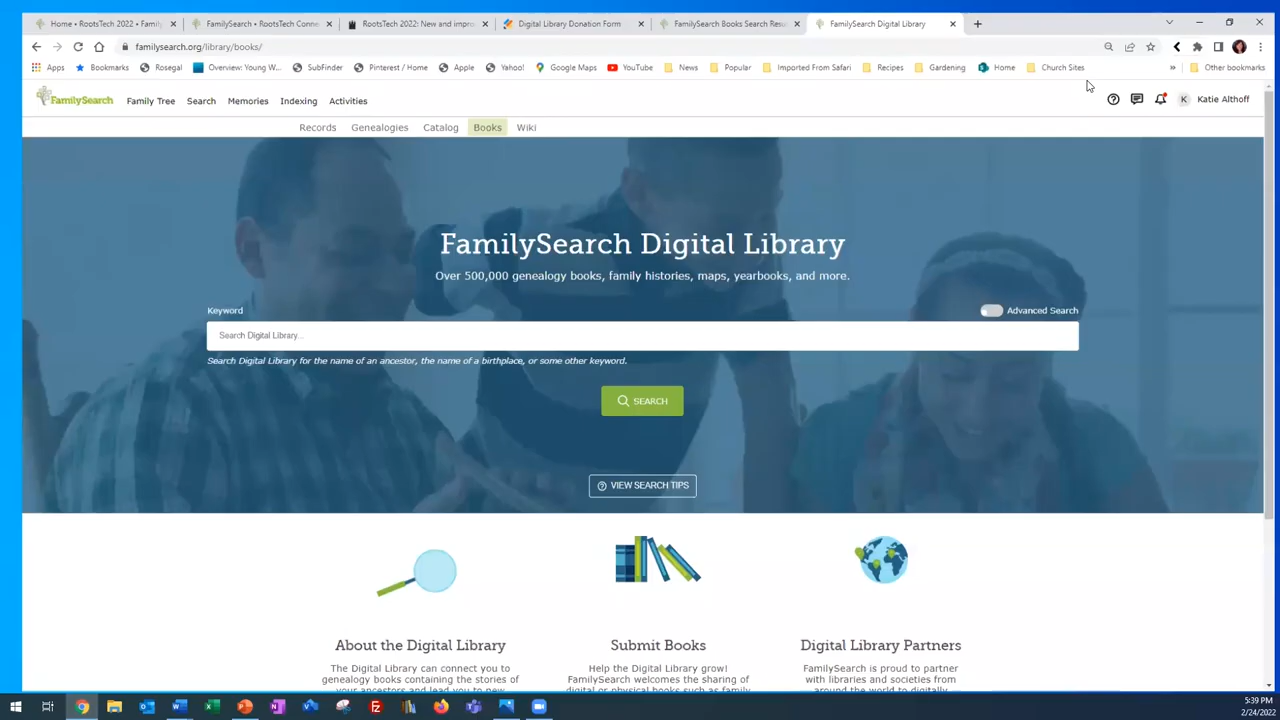 Home • RootsTech 2022 • Family
FamilySearch • RootsTech Conne
RootsTech 2022: New and impro
Digital Library Donation Form
FamilySearch Books Search Resu
FamilySearch Digital Library
familysearch.org/library/books/
Apps
Bookmarks
Rosegal
Overview: Young W...
SubFinder
Pinterest / Home
Apple
Yahoo!
Google Maps
YouTube
News
Popular
Imported From Safari
Recipes
Gardening
Home
Church Sites
»
Other bookmarks
FamilySearch
Family Tree
Search
Memories
Indexing
Activities
K
Katie Althoff
Records
Genealogies
Catalog
Books
Wiki
FamilySearch Digital Library
Over 500,000 genealogy books, family histories, maps, yearbooks, and more.
Keyword
Advanced Search
Search Digital Library...
Search Digital Library for the name of an ancestor, the name of a birthplace, or some other keyword.
SEARCH
VIEW SEARCH TIPS
About the Digital Library
Submit Books
Digital Library Partners
The Digital Library can connect you to
genealogy books containing the stories of
your ancestors and lead you to new
Help the Digital Library grow!
FamilySearch welcomes the sharing of
digital or physical books such as family
FamilySearch is proud to partner
with libraries and societies from
around the world to digitally
5:39 PM
2/24/2022